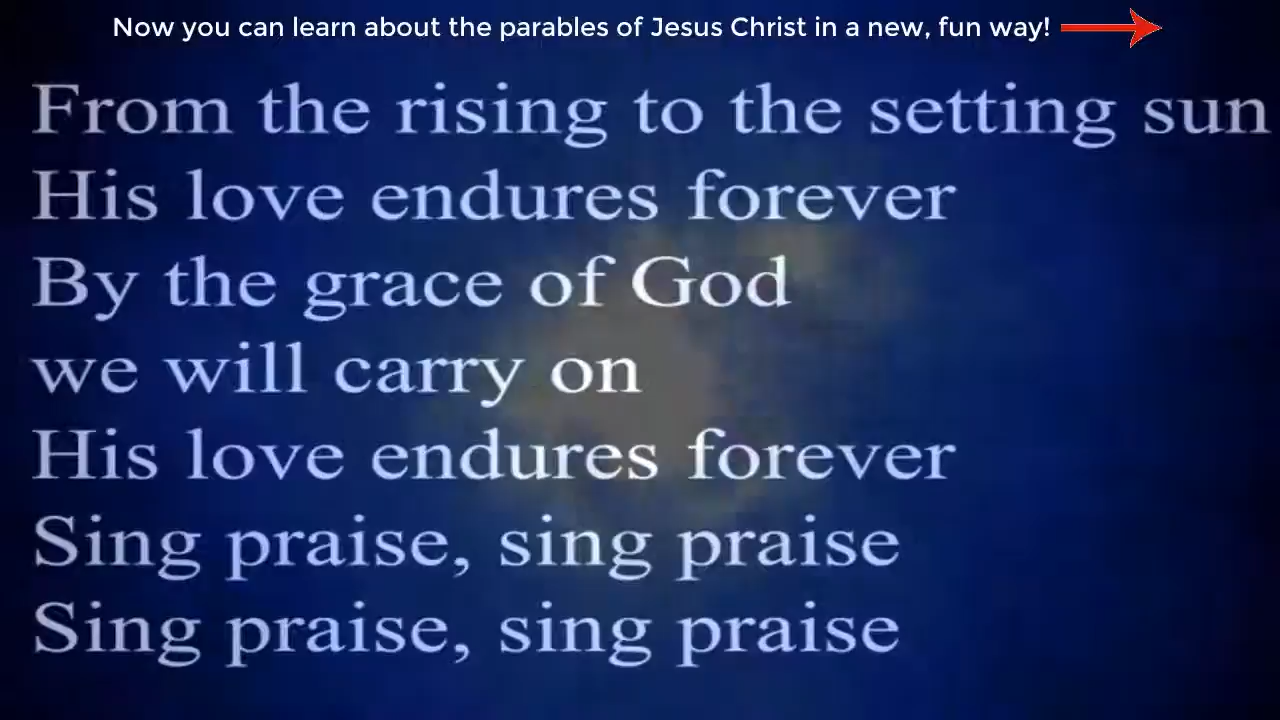 Now you can learn about the parables of Jesus Christ in a new, fun way!
From the rising to the setting sun
His love endures forever
By the grace of God
we will carry on
His love endures forever
Sing praise, sing praise
Sing praise, sing praise